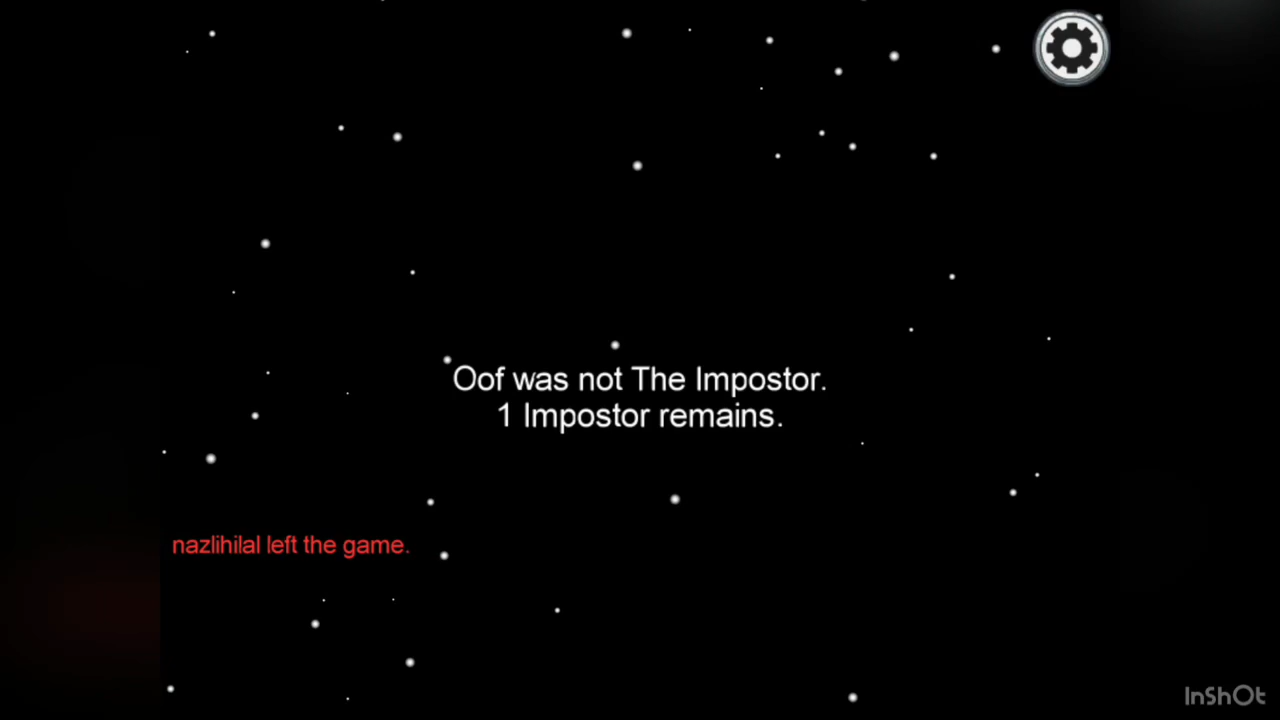 Oof was not The Impostor.
1 Impostor remains.
nazlihilal left the game.
InShOt